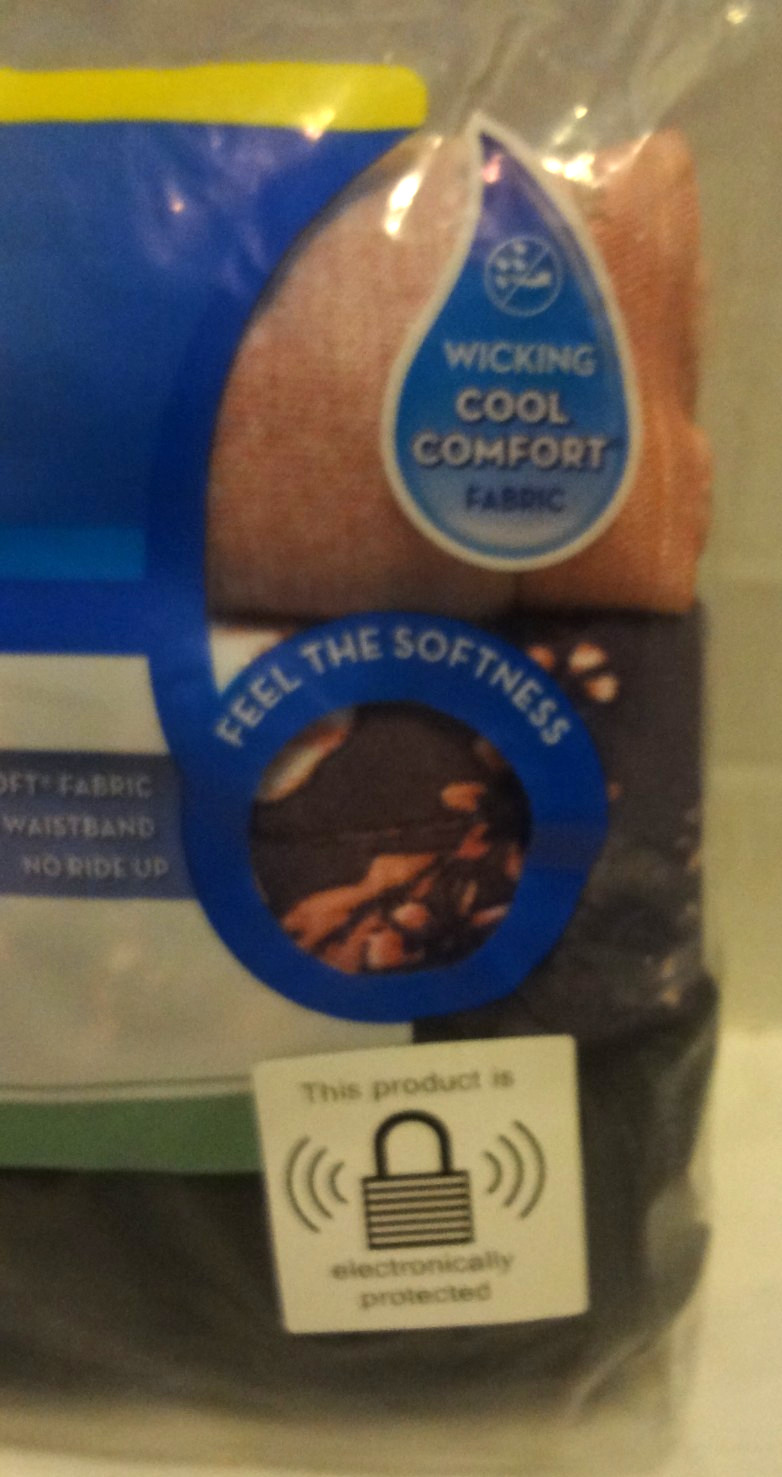 WICKING
COOL
COMFORT
FABRIC
FEEL THE SOFTNESS
FABRIC
WAISTBAND
NO RIDE UP
This product is
electronically
protected